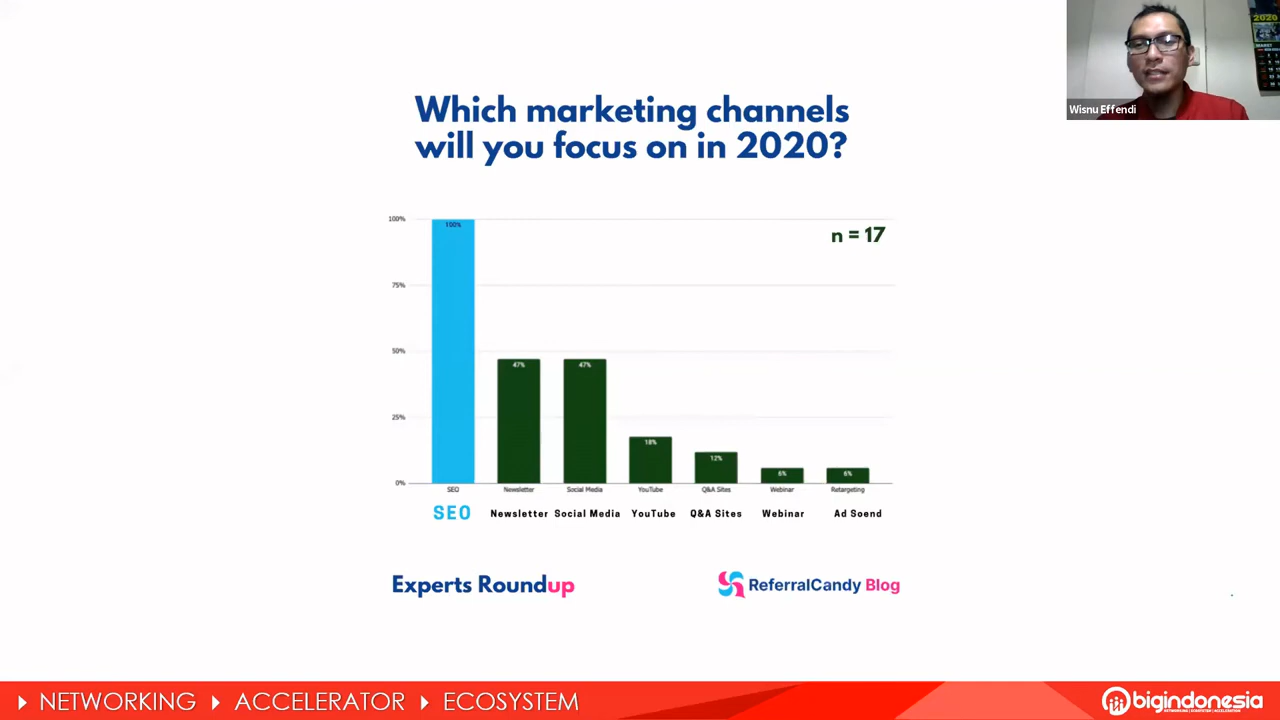 2020
Wisnu Effendi
Which marketing channels
will you focus on in 2020?
n = 17
100%
75%
50%
25%
0%
100%
47%
47%
18%
12%
6%
6%
SEO Newsletter Social Media YouTube Q&A Sites Webinar Retargeting
SEO Newsletter Social Media YouTube Q&A Sites Webinar Ad Soend
Experts Roundup
ReferralCandy Blog
NETWORKING ACCELERATOR ECOSYSTEM
bigindonesia